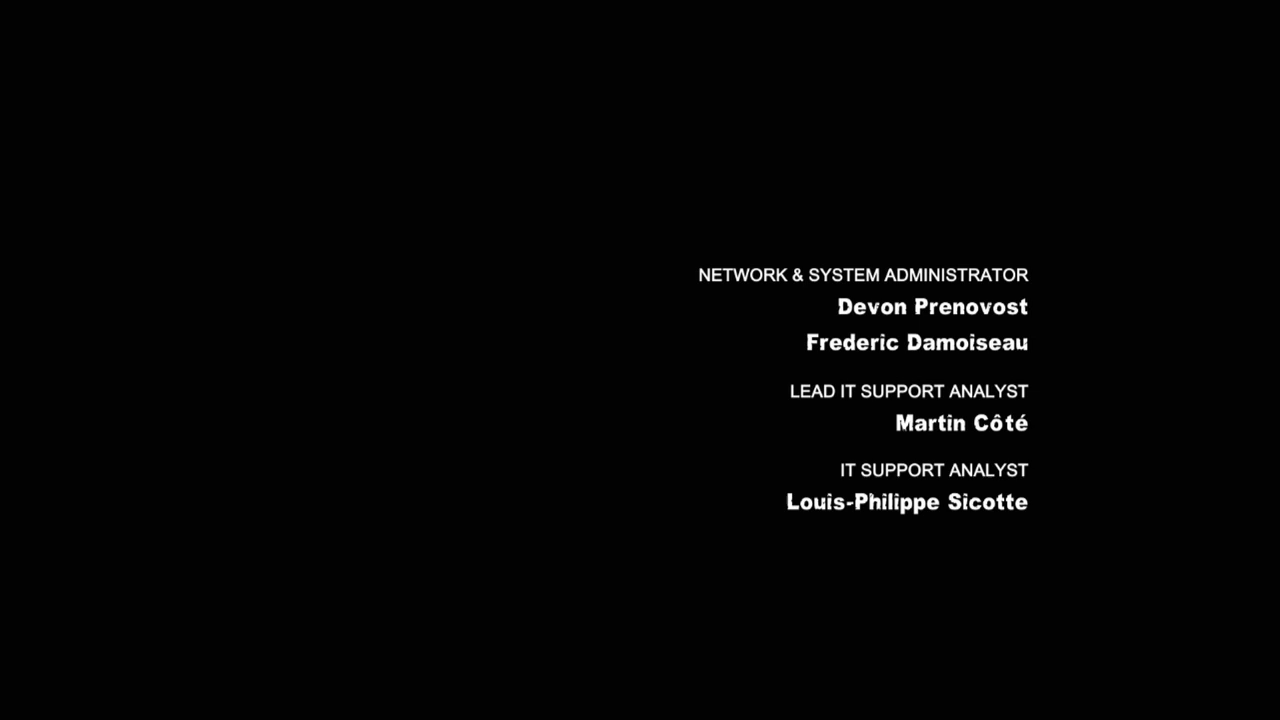 NETWORK & SYSTEM ADMINISTRATOR
Devon Prenovost
Frederic Damoiseau
LEAD IT SUPPORT ANALYST
Martin Côté
IT SUPPORT ANALYST
Louis-Philippe Sicotte